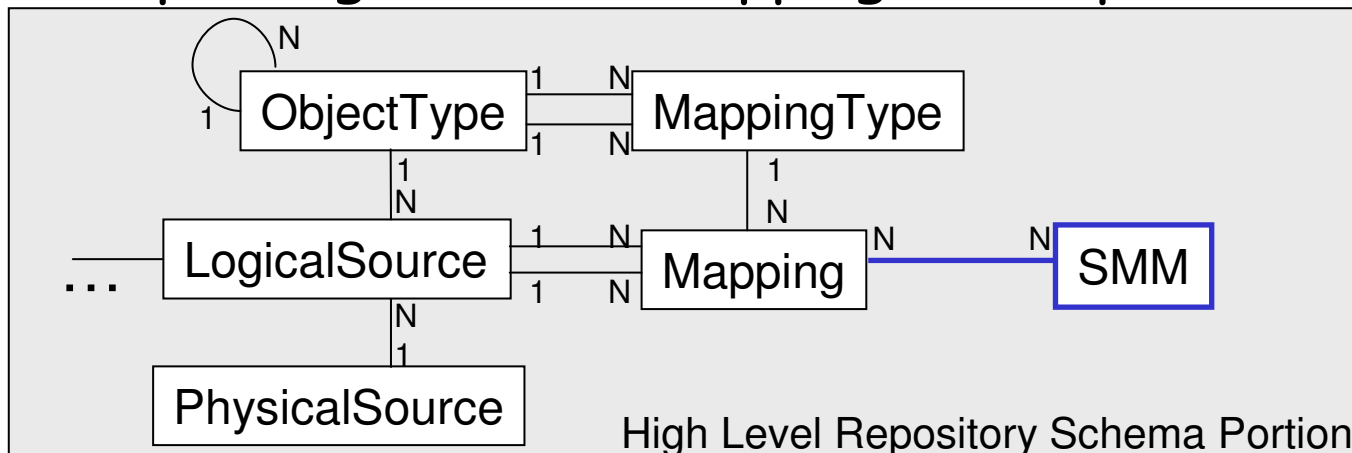 N
1
ObjectType
1 N
1 N
MappingType
1
N
1
N
LogicalSource
1 N
1 N
Mapping
N N
SMM
...
N
1
PhysicalSource
High Level Repository Schema Portion